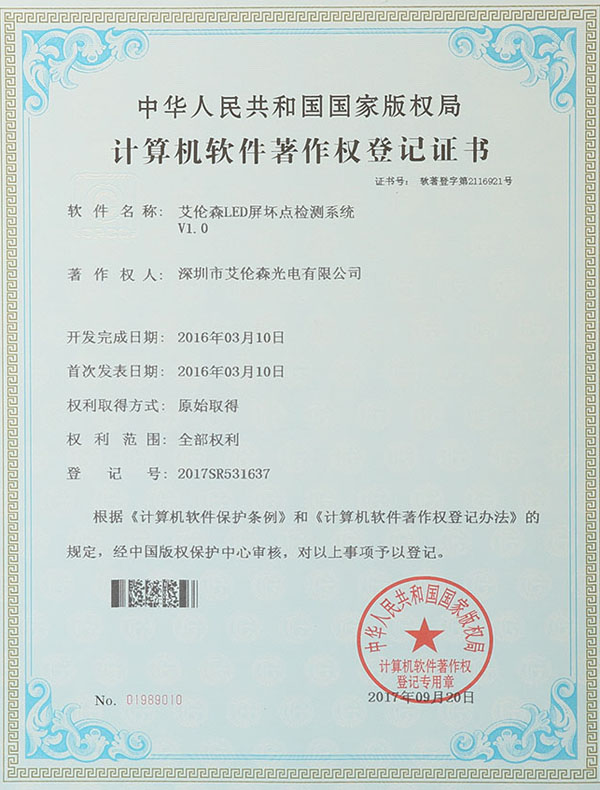 中华人民共和国国家版权局
计算机软件著作权登记证书
证书号： 软著登字第2116921号
软件名称： 艾伦森LED屏坏点检测系统
V1.0
著作权人： 深圳市艾伦森光电有限公司
开发完成日期： 2016年03月10日
首次发表日期： 2016年03月10日
权利取得方式： 原始取得
权利范围： 全部权利
登记号： 2017SR531637
根据《计算机软件保护条例》和《计算机软件著作权登记办法》的
规定，经中国版权保护中心审核，对以上事项予以登记。
中华人民共和国国家版权局
计算机软件著作权
登记专用章
2017年09月20日
No. 01989010